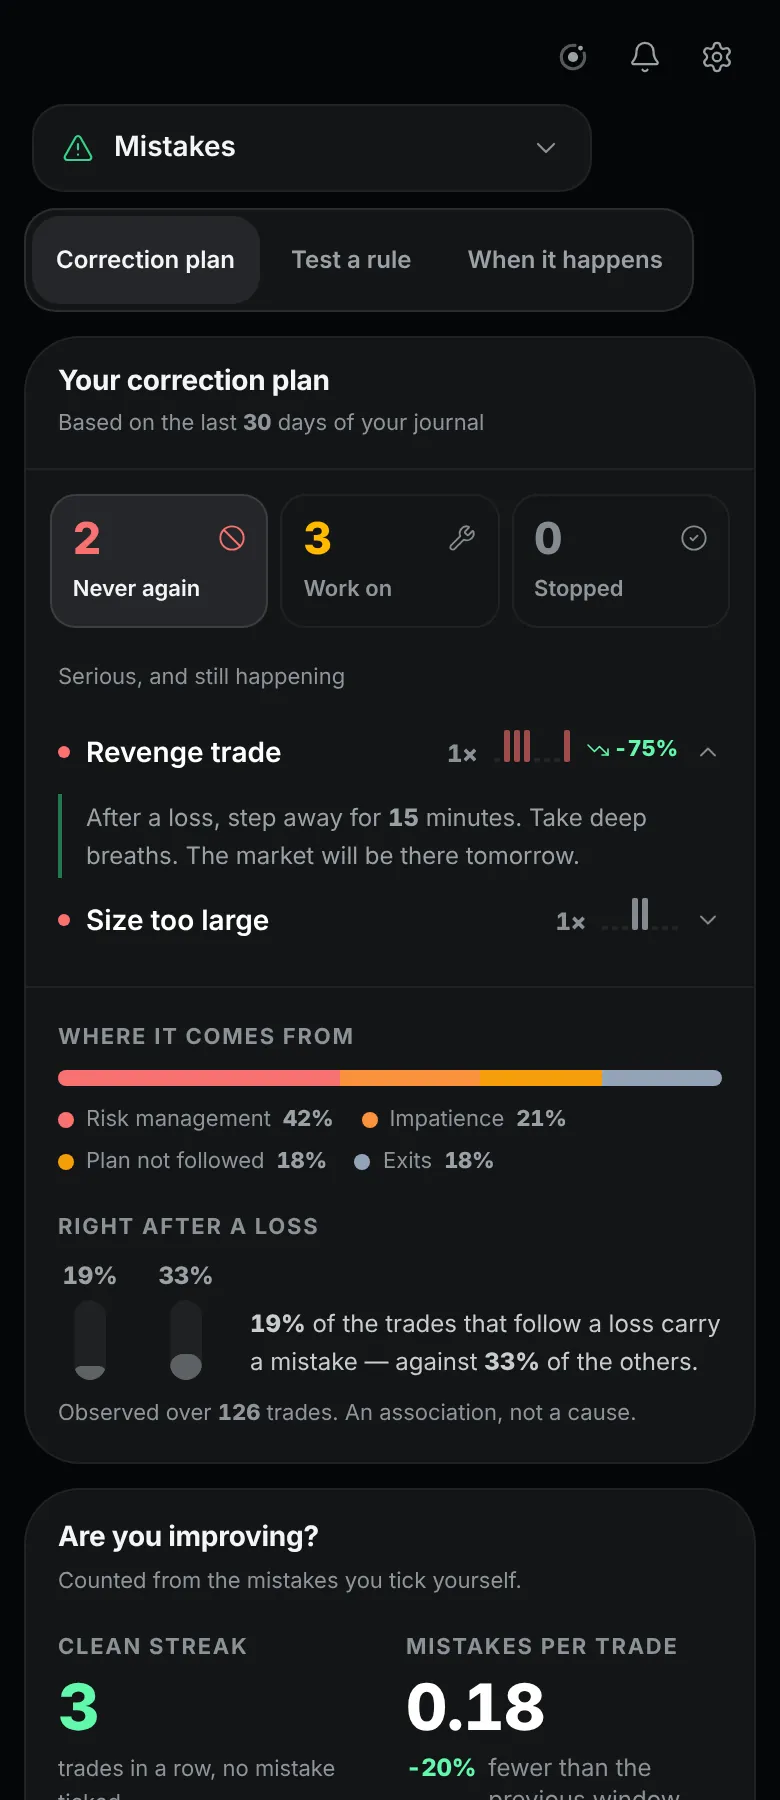 Mistakes
Correction plan
Test a rule
When it happens
Your correction plan
Based on the last 30 days of your journal
2
Never again
3
Work on
0
Stopped
Serious, and still happening
Revenge trade 1× -75%
After a loss, step away for 15 minutes. Take deep
breaths. The market will be there tomorrow.
Size too large 1×
WHERE IT COMES FROM
Risk management 42% Impatience 21%
Plan not followed 18% Exits 18%
RIGHT AFTER A LOSS
19% 33%
19% of the trades that follow a loss carry
a mistake — against 33% of the others.
Observed over 126 trades. An association, not a cause.
Are you improving?
Counted from the mistakes you tick yourself.
CLEAN STREAK
3
trades in a row, no mistake
ticked
MISTAKES PER TRADE
0.18
-20% fewer than the
previous window